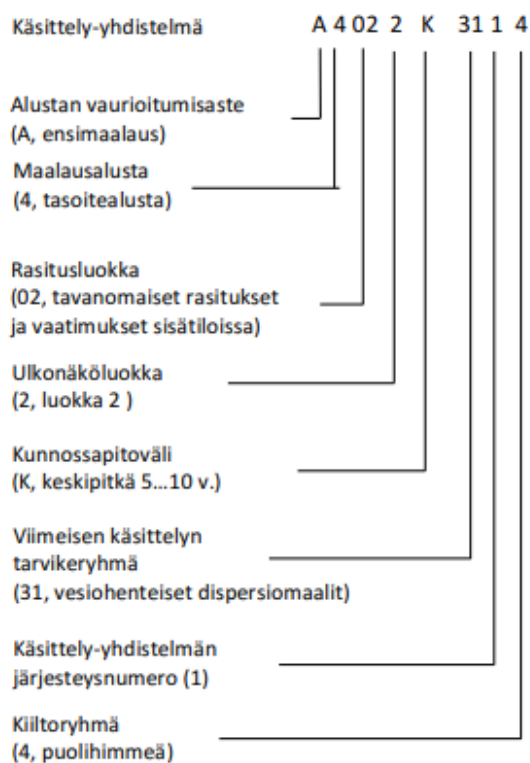 Käsittely-yhdistelmä A 4 02 2 K 31 1 4
Alustan vaurioitumisaste
(A, ensimaalaus)
Maalausalusta
(4, tasoitealusta)
Rasitusluokka
(02, tavanomaiset rasitukset
ja vaatimukset sisätiloissa)
Ulkonäköluokka
(2, luokka 2 )
Kunnossapitoväli
(K, keskipitkä 5...10 v.)
Viimeisen käsittelyn
tarvikeryhmä
(31, vesiohenteiset dispersiomaalit)
Käsittely-yhdistelmän
järjesteysnumero (1)
Kiiltoryhmä
(4, puolihimmeä)